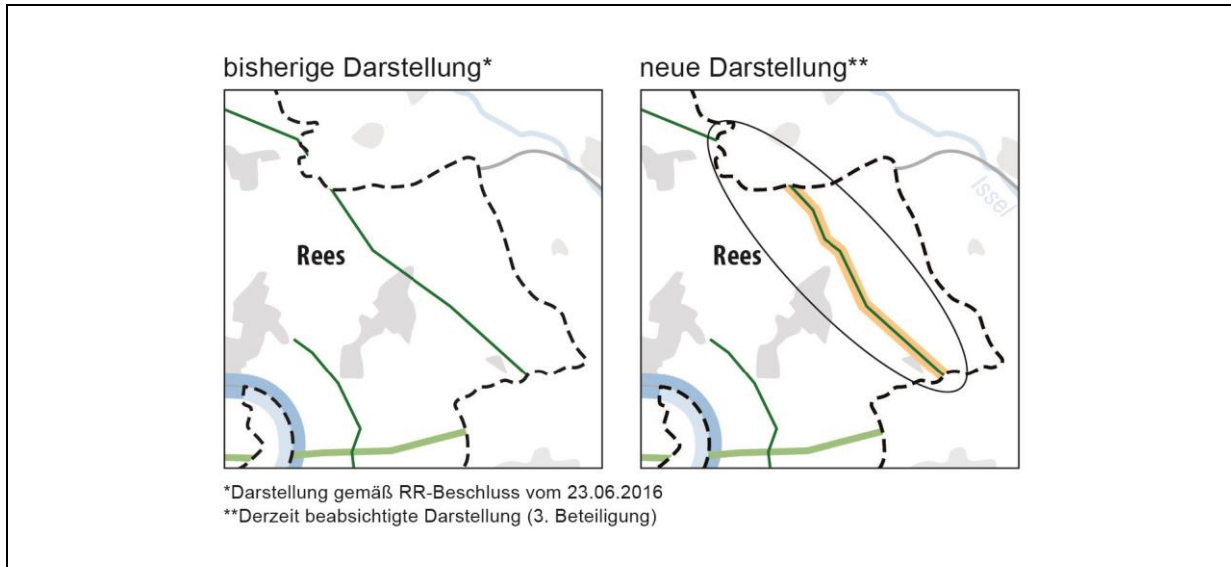 bisherige Darstellung*
neue Darstellung**
Rees
Rees
Issel
*Darstellung gemäß RR-Beschluss vom 23.06.2016
**Derzeit beabsichtigte Darstellung (3. Beteiligung)